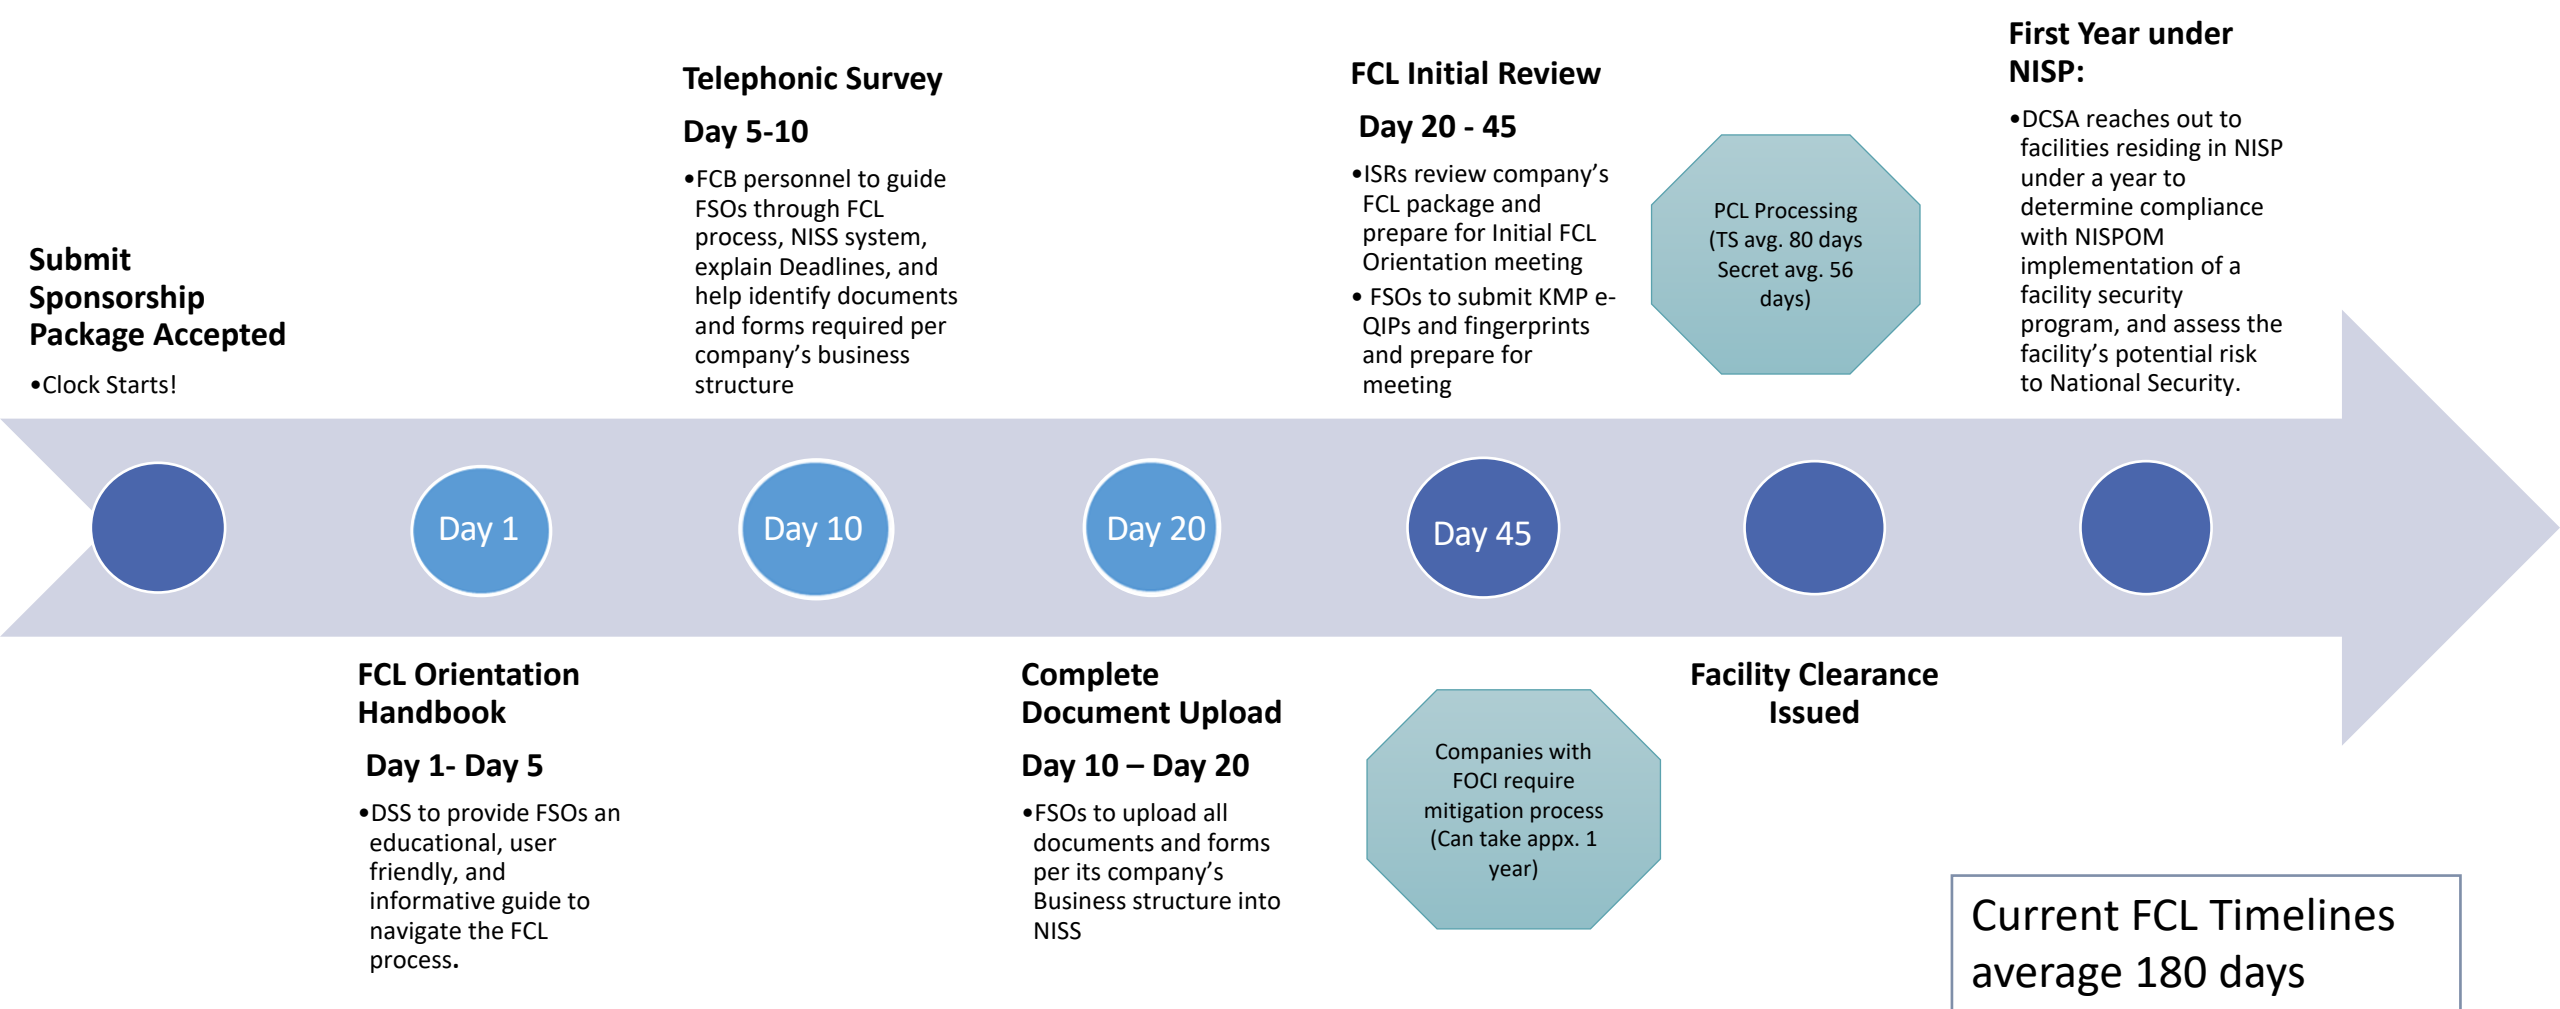 Submit
Sponsorship
Package Accepted
•Clock Starts!
FCL Orientation
Handbook
Day 1- Day 5
•DSS to provide FSOs an
educational, user
friendly, and
informative guide to
navigate the FCL
process.
Telephonic Survey
Day 5-10
•FCB personnel to guide
FSOs through FCL
process, NISS system,
explain Deadlines, and
help identify documents
and forms required per
company’s business
structure
Complete
Document Upload
Day 10 – Day 20
•FSOs to upload all
documents and forms
per its company’s
Business structure into
NISS
FCL Initial Review
Day 20 - 45
•ISRs review company’s
FCL package and
prepare for Initial FCL
Orientation meeting
• FSOs to submit KMP e-
QIPs and fingerprints
and prepare for
meeting
PCL Processing
(TS avg. 80 days
Secret avg. 56
days)
Companies with
FOCI require
mitigation process
(Can take appx. 1
year)
Facility Clearance
Issued
First Year under
NISP:
•DCSA reaches out to
facilities residing in NISP
under a year to
determine compliance
with NISPOM
implementation of a
facility security
program, and assess the
facility’s potential risk
to National Security.
Day 1
Day 10
Day 20
Day 45
Current FCL Timelines
average 180 days